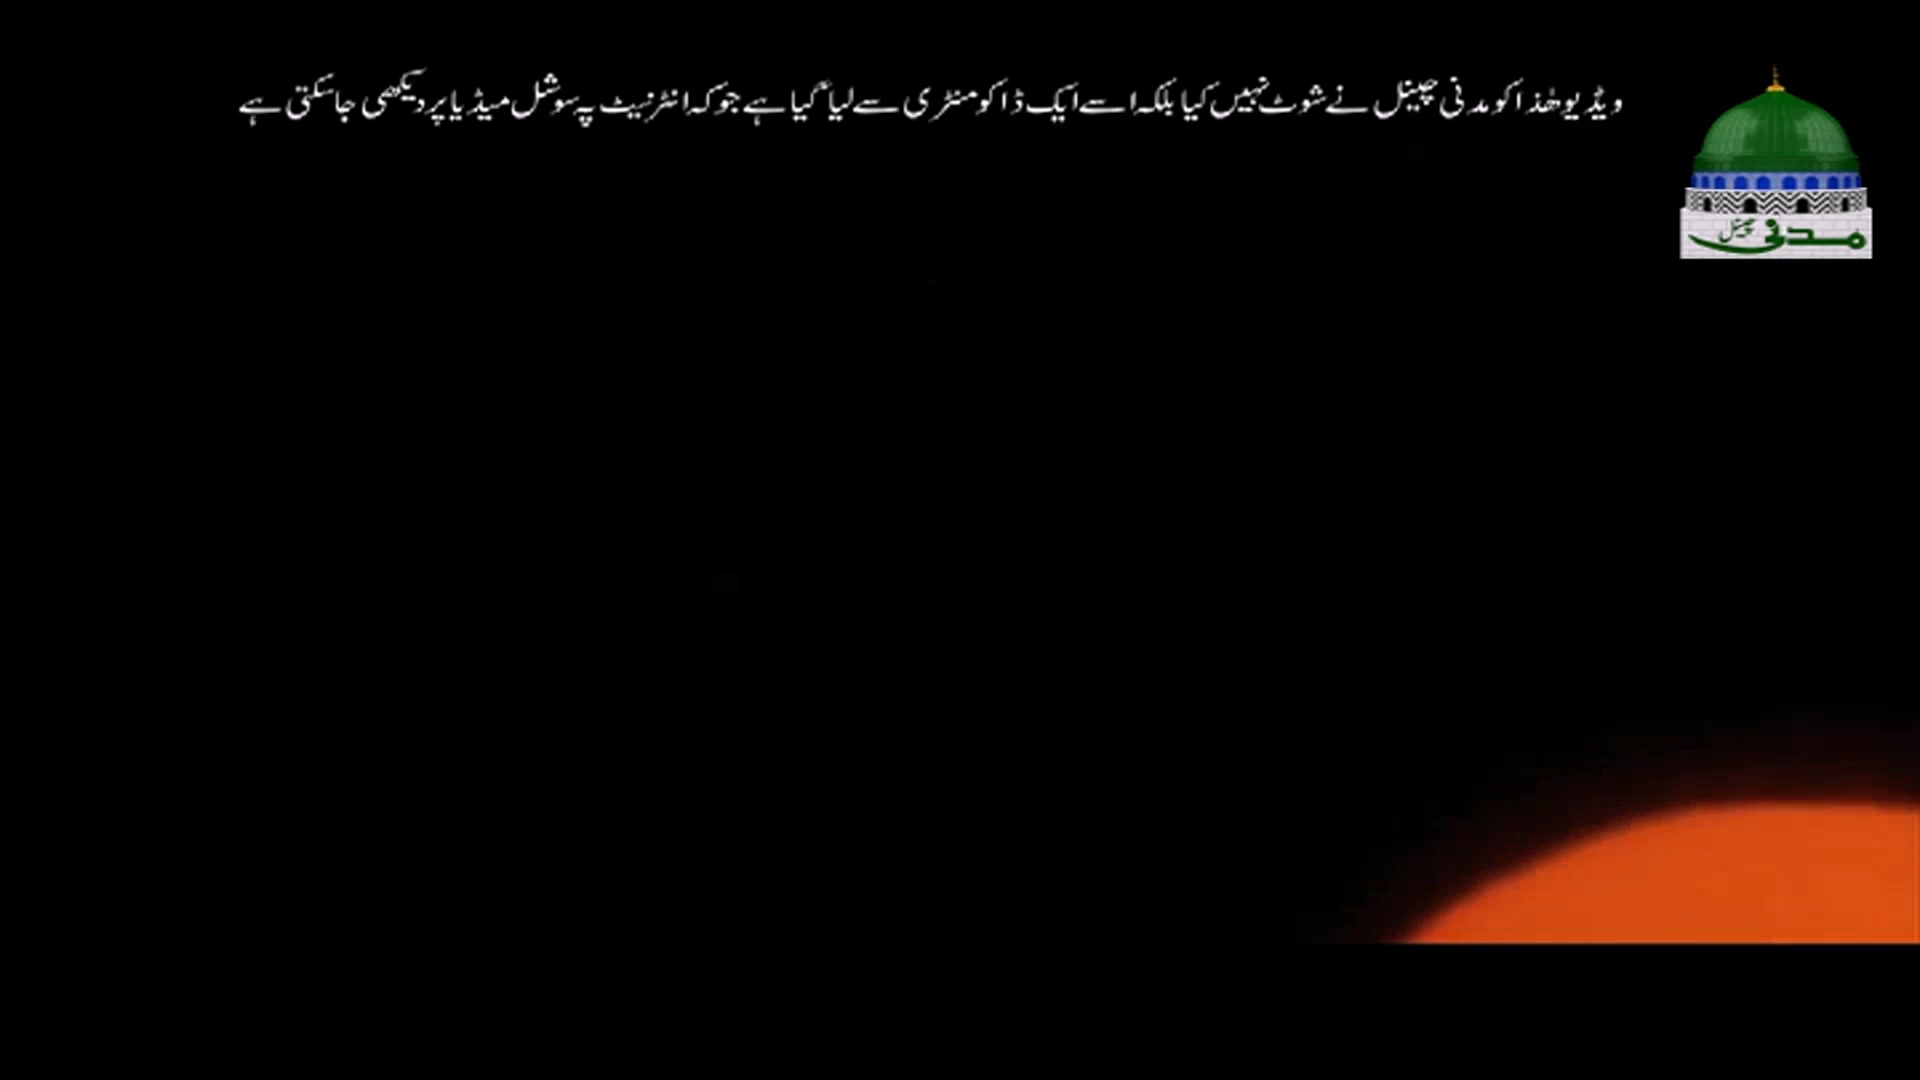 ویڈیو ھٰذا کو مدنی چینل نے شوٹ نہیں کیا بلکہ اسے ایک ڈاکومنٹری سے لیا گیا ہے جو کہ انٹرنیٹ پہ سوشل میڈیا پر دیکھی جاسکتی ہے
مدنی چینل